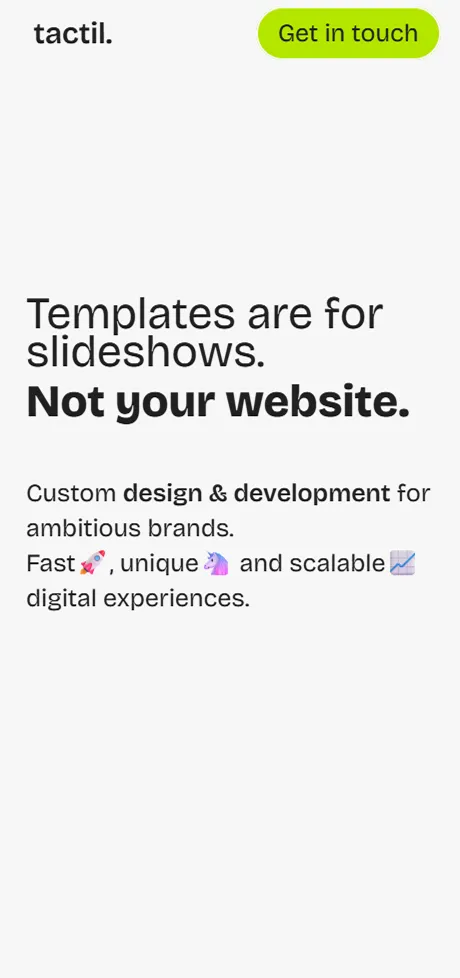 tactil.
Get in touch
Templates are for
slideshows.
Not your website.
Custom design & development for
ambitious brands.
Fast🚀, unique🦄 and scalable📈
digital experiences.